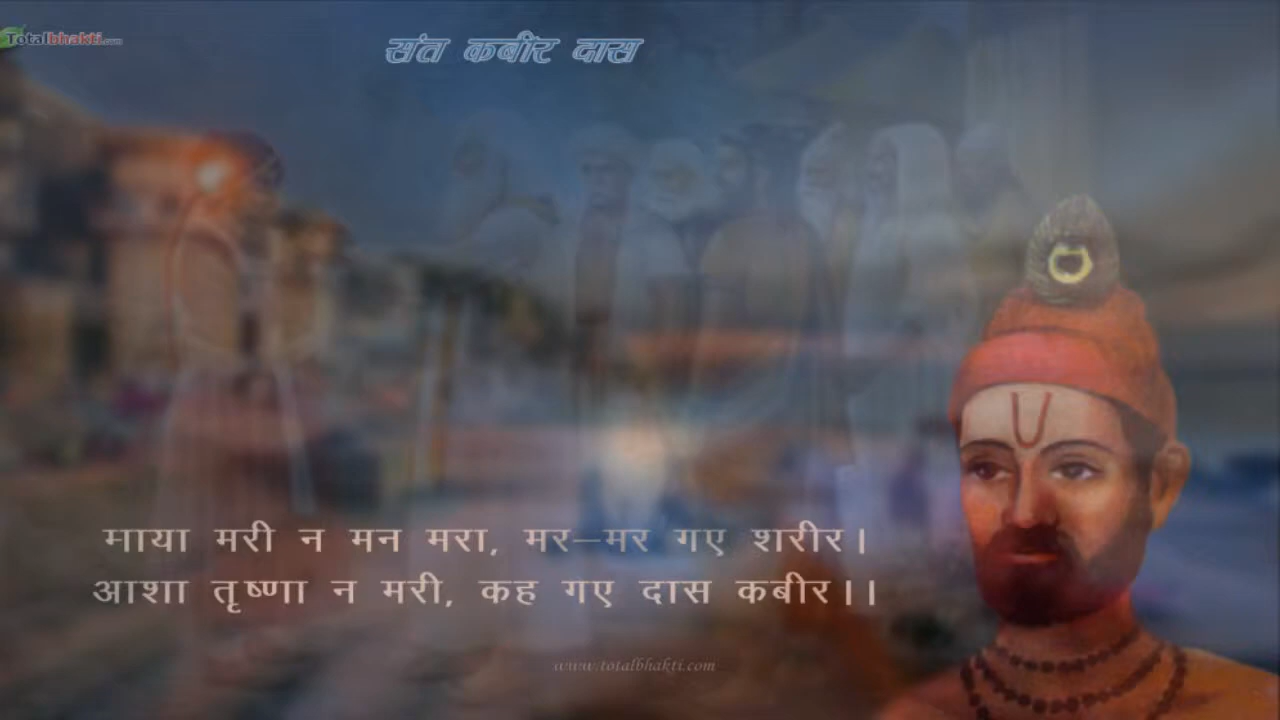 Totalbhakti.com
संत कबीर दास
माया मरी न मन मरा, मर–मर गए शरीर।
आशा तृष्णा न मरी, कह गए दास कबीर।।
www.totalbhakti.com